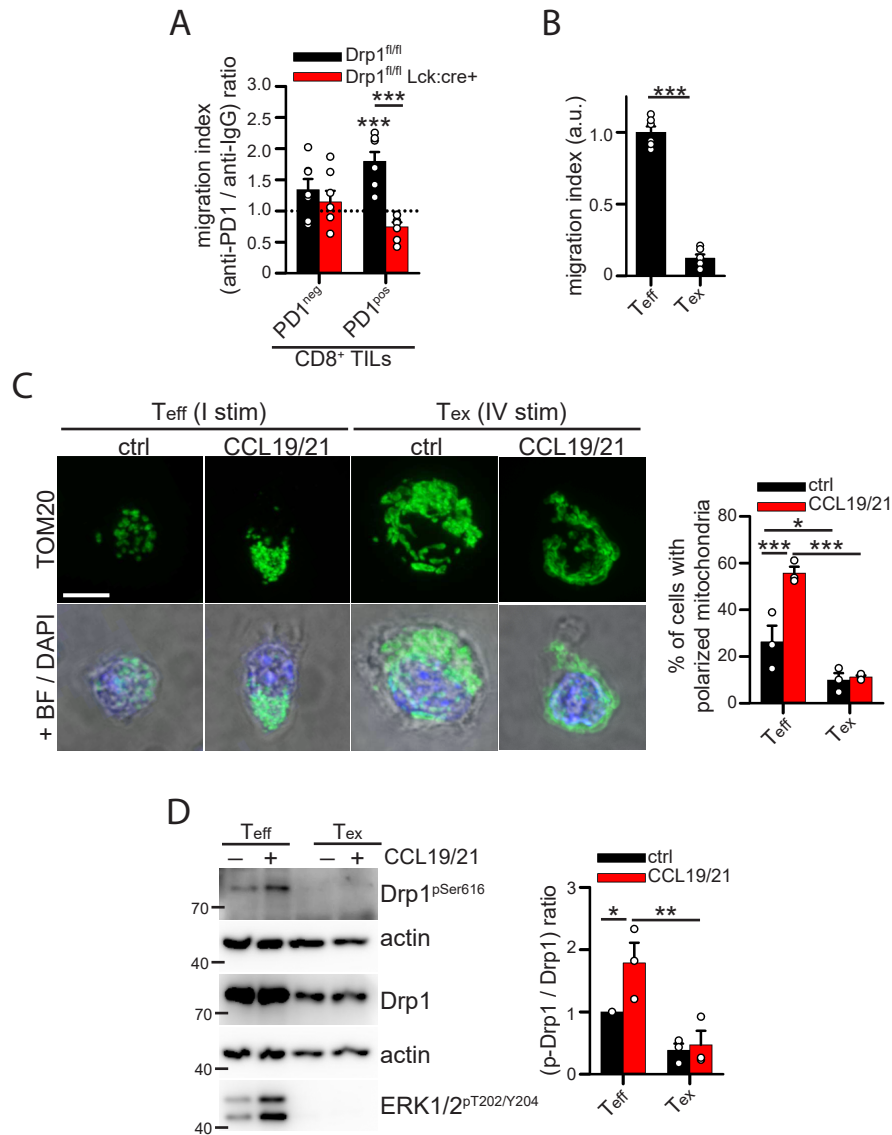 A
Drp1fl/fl
Drp1fl/fl Lck:cre+
migration index
(anti-PD1 / anti-IgG) ratio
3.0
2.5
2.0
1.5
1.0
0.5
0
***
***
PD1neg
PD1pos
CD8+ TILs
B
migration index (a.u.)
1.0
0.5
0
***
Teff
Tex
C
Teff (I stim)
Tex (IV stim)
ctrl
CCL19/21
ctrl
CCL19/21
TOM20
+ BF / DAPI
ctrl
CCL19/21
% of cells with
polarized mitochondria
80
60
40
20
0
*
***
***
Teff
Tex
D
Teff
Tex
– + – + CCL19/21
Drp1pSer616
70
actin
40
Drp1
70
actin
40
ERK1/2pT202/Y204
40
ctrl
CCL19/21
(p-Drp1 / Drp1) ratio
3
2
1
0
*
**
Teff
Tex